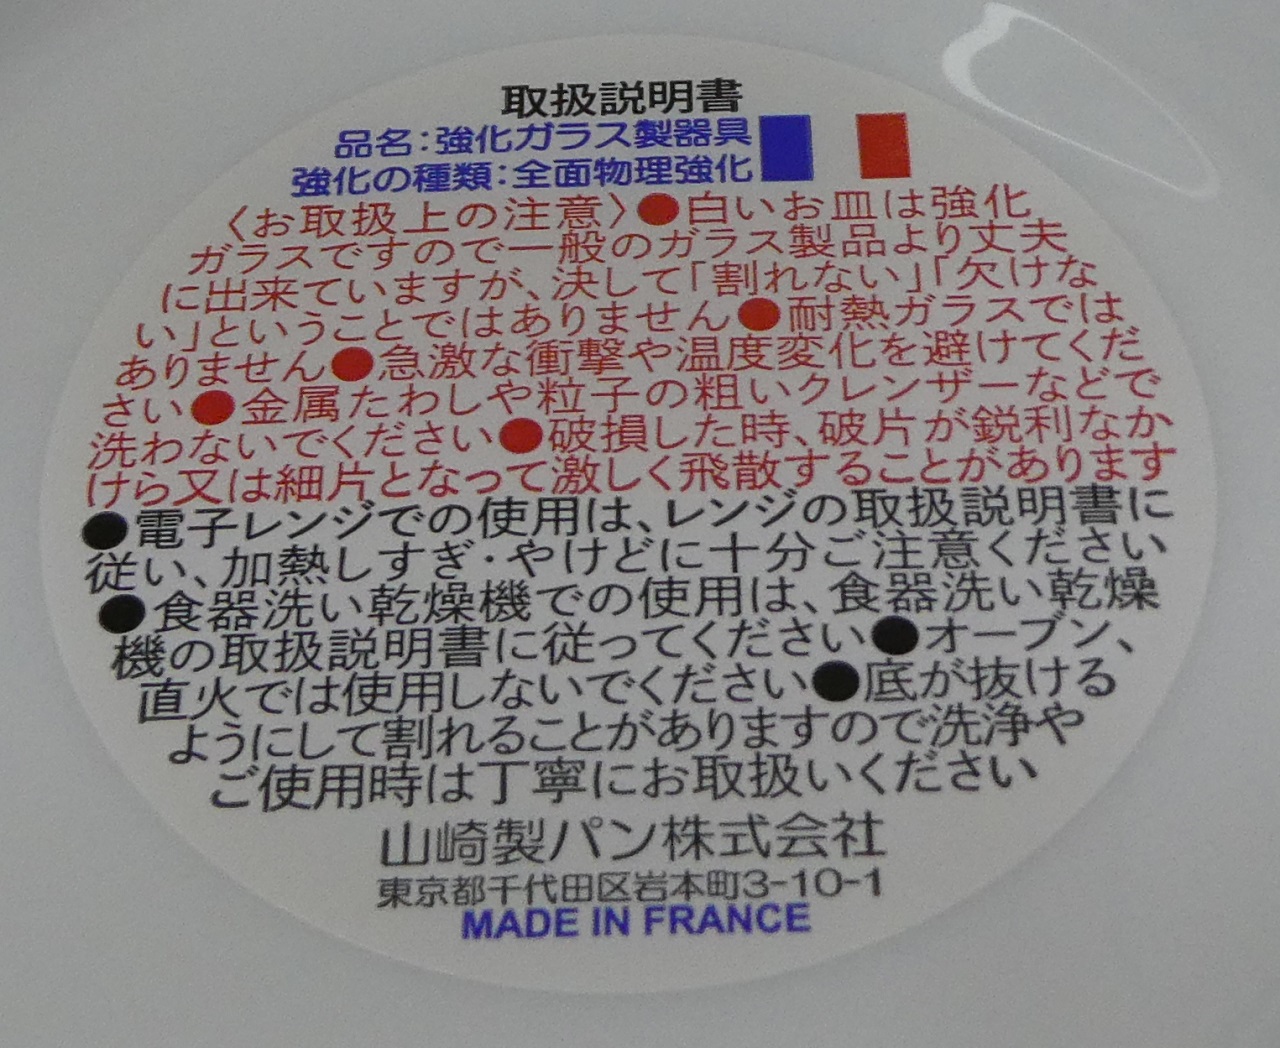 取扱説明書
品名:強化ガラス製器具
強化の種類:全面物理強化
〈お取扱上の注意〉●白いお皿は強化
ガラスですので一般のガラス製品より丈夫
に出来ていますが、決して「割れない」「欠けな
い」ということではありません●耐熱ガラスでは
ありません●急激な衝撃や温度変化を避けてくだ
さい●金属たわしや粒子の粗いクレンザーなどで
洗わないでください●破損した時、破片が鋭利なか
けら又は細片となって激しく飛散することがあります
●電子レンジでの使用は、レンジの取扱説明書に
従い、加熱しすぎ・やけどに十分ご注意ください
●食器洗い乾燥機での使用は、食器洗い乾燥
機の取扱説明書に従ってください●オーブン、
直火では使用しないでください●底が抜ける
ようにして割れることがありますので洗浄や
ご使用時は丁寧にお取扱いください
山崎製パン株式会社
東京都千代田区岩本町3-10-1
MADE IN FRANCE